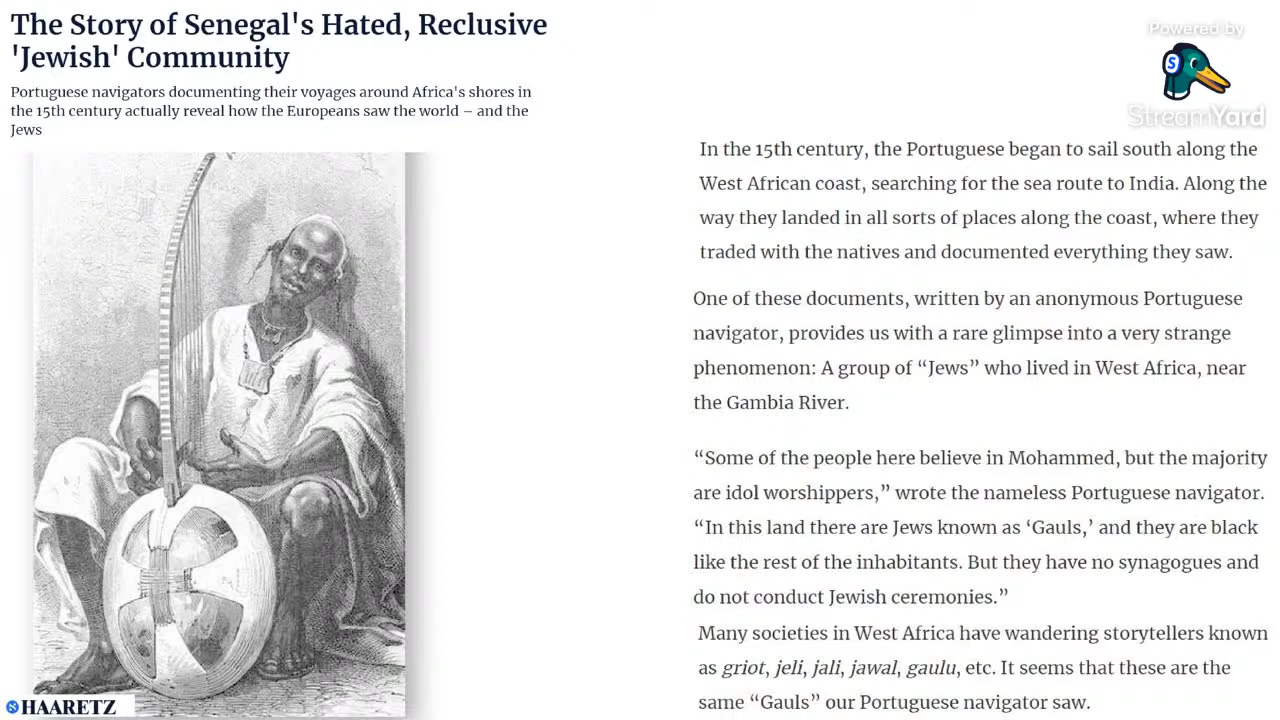 The Story of Senegal's Hated, Reclusive
'Jewish' Community
Portuguese navigators documenting their voyages around Africa's shores in
the 15th century actually reveal how the Europeans saw the world – and the
Jews
HAARETZ
Powered by
StreamYard
In the 15th century, the Portuguese began to sail south along the
West African coast, searching for the sea route to India. Along the
way they landed in all sorts of places along the coast, where they
traded with the natives and documented everything they saw.
One of these documents, written by an anonymous Portuguese
navigator, provides us with a rare glimpse into a very strange
phenomenon: A group of “Jews” who lived in West Africa, near
the Gambia River.
“Some of the people here believe in Mohammed, but the majority
are idol worshippers,” wrote the nameless Portuguese navigator.
“In this land there are Jews known as ‘Gauls,’ and they are black
like the rest of the inhabitants. But they have no synagogues and
do not conduct Jewish ceremonies.”
Many societies in West Africa have wandering storytellers known
as griot, jeli, jali, jawal, gaulu, etc. It seems that these are the
same “Gauls” our Portuguese navigator saw.